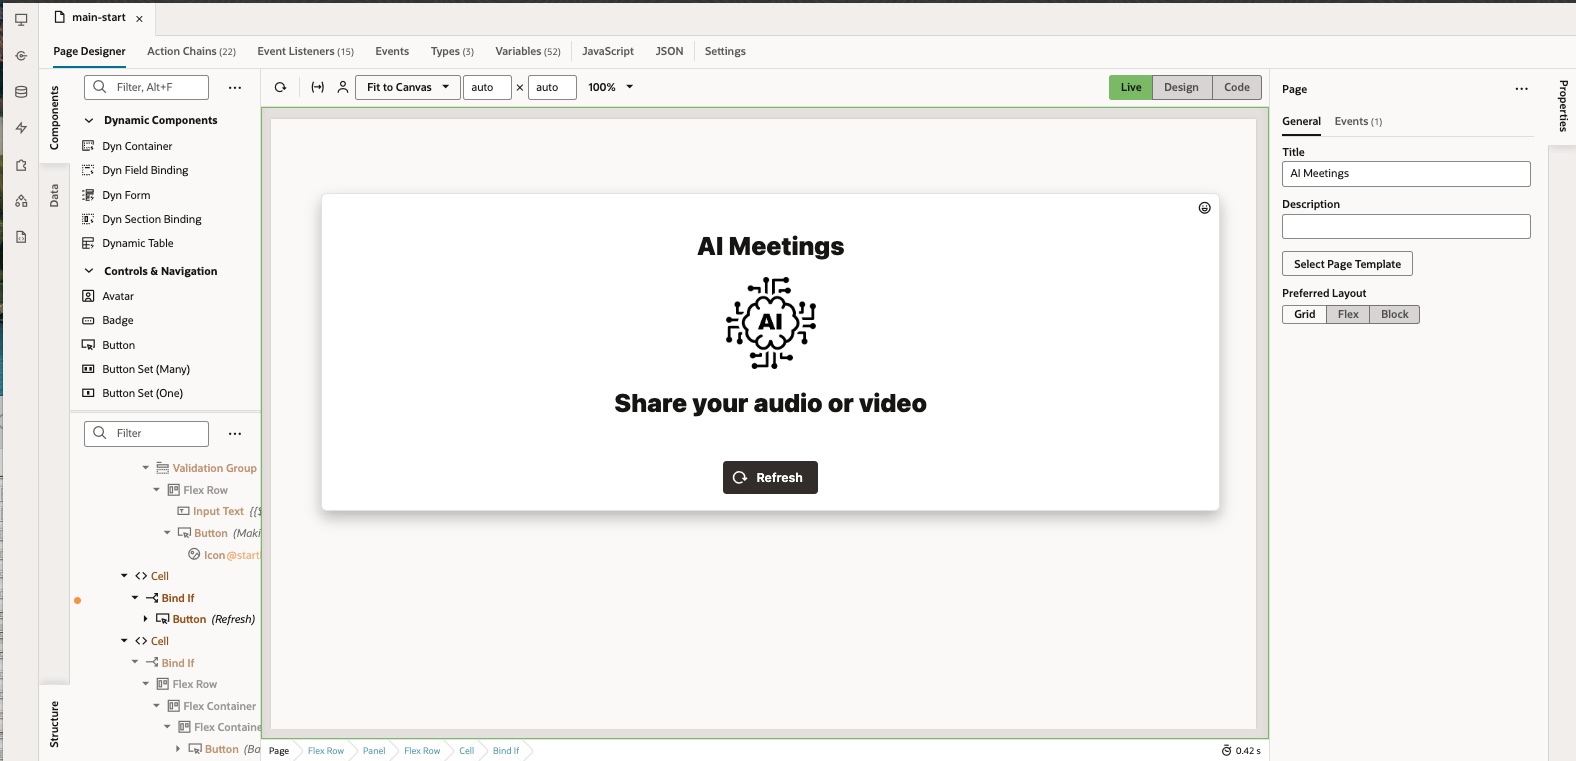 main-start
Page Designer
Action Chains (22)
Event Listeners (15)
Events
Types (3)
Variables (52)
JavaScript
JSON
Settings
Components
Data
Structure
Filter, Alt+F
Dynamic Components
Dyn Container
Dyn Field Binding
Dyn Form
Dyn Section Binding
Dynamic Table
Controls & Navigation
Avatar
Badge
Button
Button Set (Many)
Button Set (One)
Filter
Validation Group
Flex Row
Input Text {{$
Button (Maki
Icon @start
Cell
Bind If
Button (Refresh)
Cell
Bind If
Flex Row
Flex Container
Flex Containe
Button (Ba
Fit to Canvas
auto × auto
100%
Live
Design
Code
AI Meetings
AI
Share your audio or video
Refresh
Page
Flex Row
Panel
Flex Row
Cell
Bind If
0.42 s
Page
General
Events (1)
Title
AI Meetings
Description
Select Page Template
Preferred Layout
Grid
Flex
Block
Properties